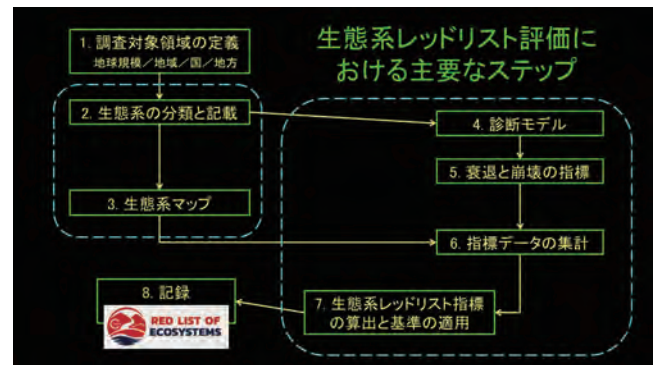 生態系レッドリスト評価に
おける主要なステップ
1. 調査対象領域の定義
地球規模／地域／国／地方
2. 生態系の分類と記載
3. 生態系マップ
4. 診断モデル
5. 衰退と崩壊の指標
6. 指標データの集計
7. 生態系レッドリスト指標
の算出と基準の適用
8. 記録
RED LIST OF
ECOSYSTEMS